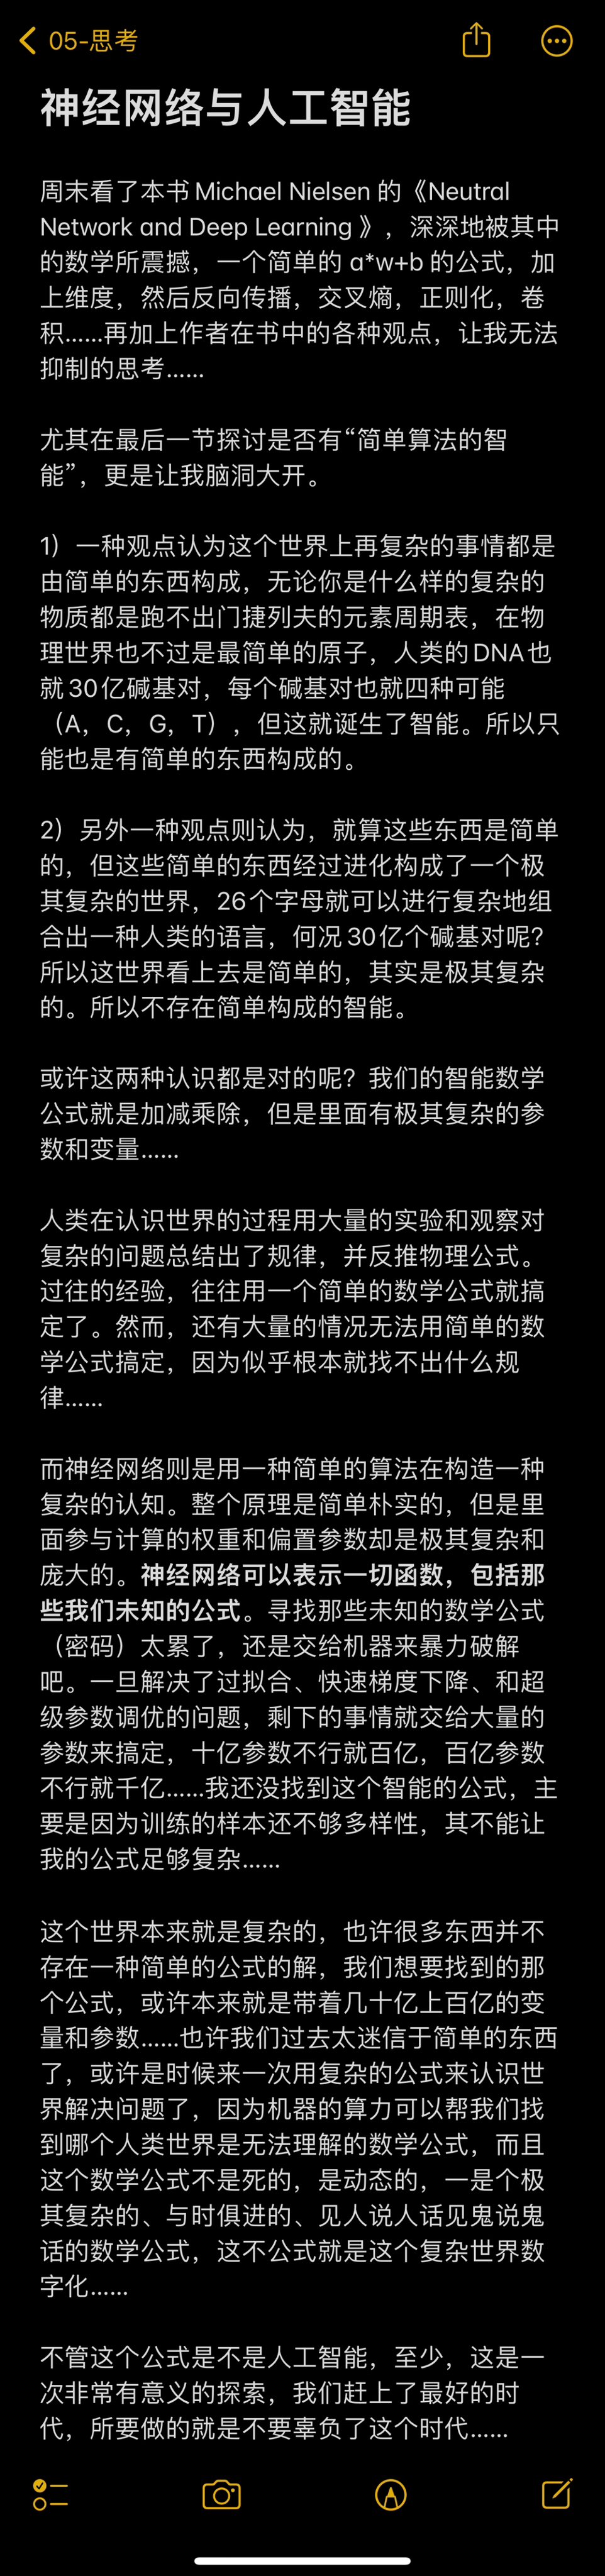 05-思考
神经网络与人工智能
周末看了本书 Michael Nielsen 的《Neutral
Network and Deep Learning 》，深深地被其中
的数学所震撼，一个简单的 a*w+b 的公式，加
上维度，然后反向传播，交叉熵，正则化，卷
积......再加上作者在书中的各种观点，让我无法
抑制的思考......
尤其在最后一节探讨是否有“简单算法的智
能”，更是让我脑洞大开。
1）一种观点认为这个世界上再复杂的事情都是
由简单的东西构成，无论你是什么样的复杂的
物质都是跑不出门捷列夫的元素周期表，在物
理世界也不过是最简单的原子，人类的 DNA 也
就 30 亿碱基对，每个碱基对也就四种可能
（A，C，G，T），但这就诞生了智能。所以只
能也是有简单的东西构成的。
2）另外一种观点则认为，就算这些东西是简单
的，但这些简单的东西经过进化构成了一个极
其复杂的世界，26 个字母就可以进行复杂地组
合出一种人类的语言，何况 30 亿个碱基对呢？
所以这世界看上去是简单的，其实是极其复杂
的。所以不存在简单构成的智能。
或许这两种认识都是对的呢？我们的智能数学
公式就是加减乘除，但是里面有极其复杂的参
数和变量......
人类在认识世界的过程用大量的实验和观察对
复杂的问题总结出了规律，并反推物理公式。
过往的经验，往往用一个简单的数学公式就搞
定了。然而，还有大量的情况无法用简单的数
学公式搞定，因为似乎根本就找不出什么规
律......
而神经网络则是用一种简单的算法在构造一种
复杂的认知。整个原理是简单朴实的，但是里
面参与计算的权重和偏置参数却是极其复杂和
庞大的。神经网络可以表示一切函数，包括那
些我们未知的公式。寻找那些未知的数学公式
（密码）太累了，还是交给机器来暴力破解
吧。一旦解决了过拟合、快速梯度下降、和超
级参数调优的问题，剩下的事情就交给大量的
参数来搞定，十亿参数不行就百亿，百亿参数
不行就千亿......我还没找到这个智能的公式，主
要是因为训练的样本还不够多样性，其不能让
我的公式足够复杂......
这个世界本来就是复杂的，也许很多东西并不
存在一种简单的公式的解，我们想要找到的那
个公式，或许本来就是带着几十亿上百亿的变
量和参数......也许我们过去太迷信于简单的东西
了，或许是时候来一次用复杂的公式来认识世
界解决问题了，因为机器的算力可以帮我们找
到哪个人类世界是无法理解的数学公式，而且
这个数学公式不是死的，是动态的，一是个极
其复杂的、与时俱进的、见人说人话见鬼说鬼
话的数学公式，这不公式就是这个复杂世界数
字化......
不管这个公式是不是人工智能，至少，这是一
次非常有意义的探索，我们赶上了最好的时
代，所要做的就是不要辜负了这个时代......